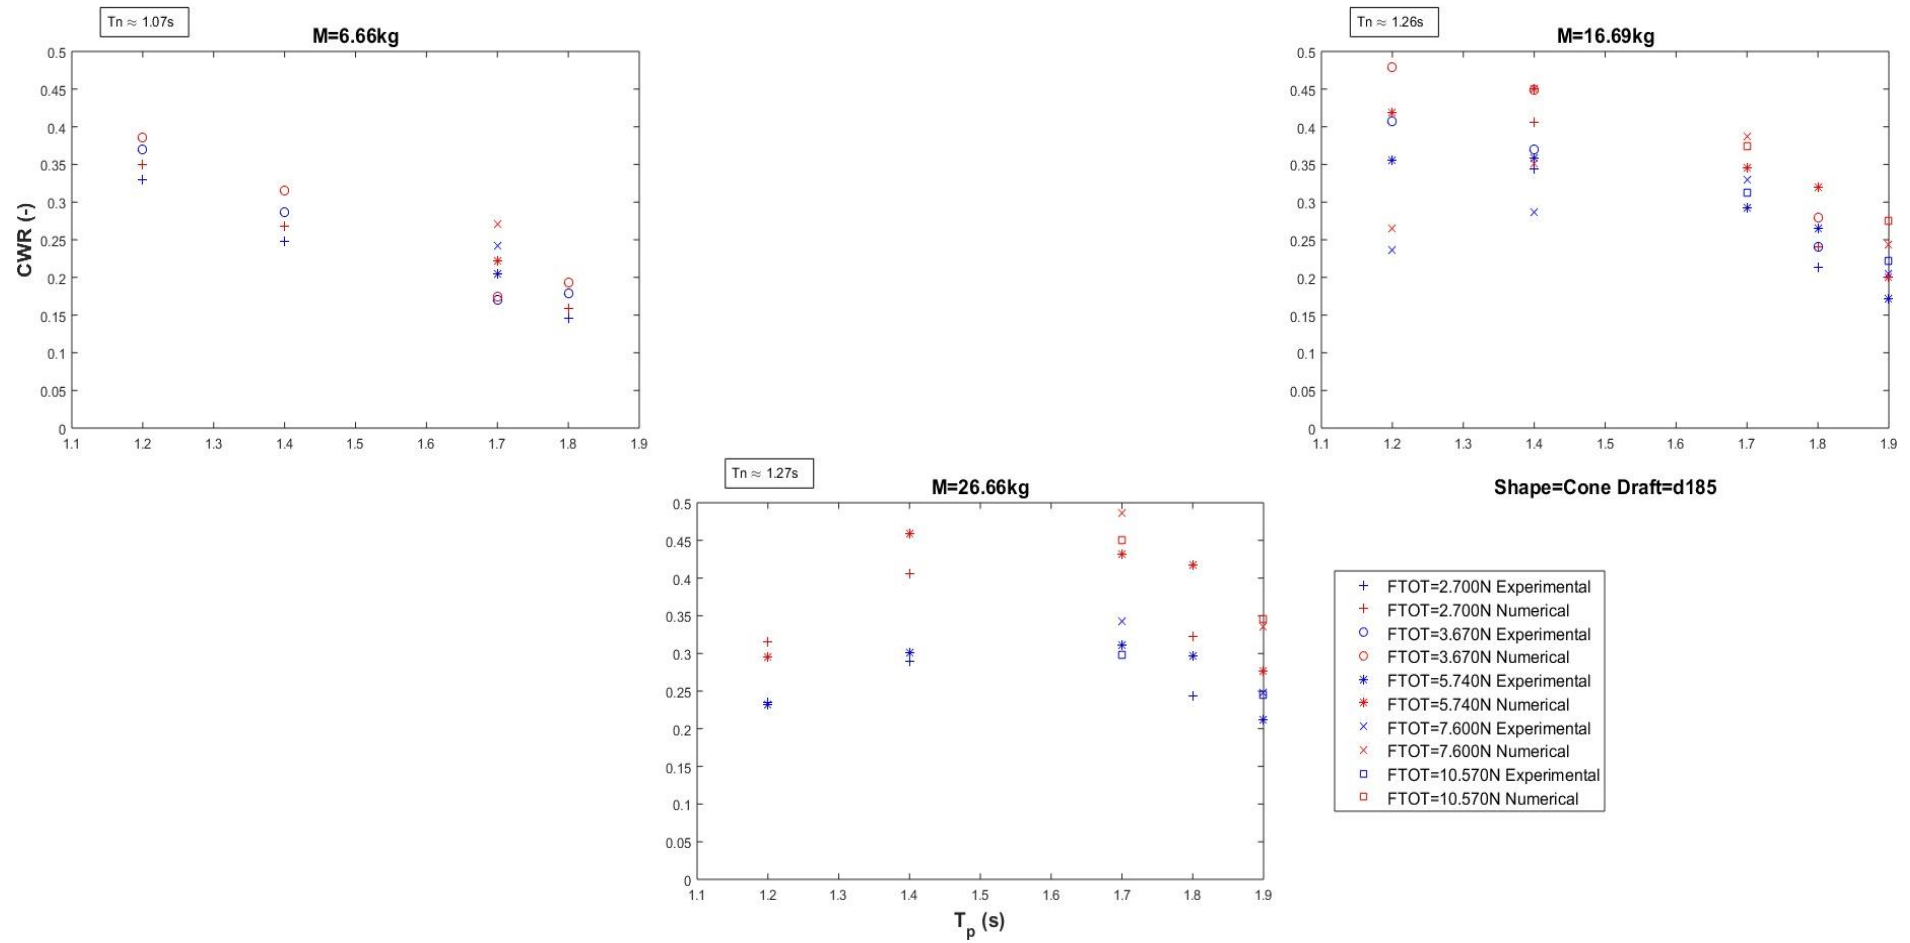 Tn ≈ 1.07s
M=6.66kg
0.5
0.45
0.4
0.35
0.3
0.25
0.2
0.15
0.1
0.05
0
CWR (-)
1.1 1.2 1.3 1.4 1.5 1.6 1.7 1.8 1.9
Tn ≈ 1.26s
M=16.69kg
0.5
0.45
0.4
0.35
0.3
0.25
0.2
0.15
0.1
0.05
0
1.1 1.2 1.3 1.4 1.5 1.6 1.7 1.8 1.9
Tn ≈ 1.27s
M=26.66kg
0.5
0.45
0.4
0.35
0.3
0.25
0.2
0.15
0.1
0.05
0
1.1 1.2 1.3 1.4 1.5 1.6 1.7 1.8 1.9
Tp (s)
Shape=Cone Draft=d185
FTOT=2.700N Experimental
FTOT=2.700N Numerical
FTOT=3.670N Experimental
FTOT=3.670N Numerical
FTOT=5.740N Experimental
FTOT=5.740N Numerical
FTOT=7.600N Experimental
FTOT=7.600N Numerical
FTOT=10.570N Experimental
FTOT=10.570N Numerical